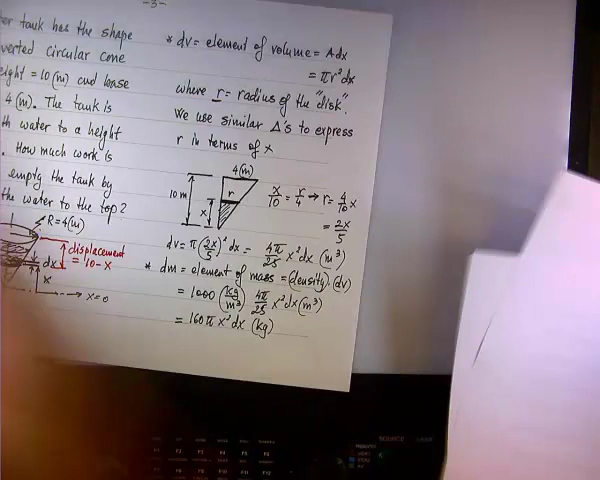 -3-
er tank has the shape
verted circular cone
eight = 10 (m) and base
4 (m). The tank is
th water to a height
. How much work is
empty the tank by
the water to the top?
R=4(m)
displacement
= 10-x
dx
x
x=0
* dv = element of volume = Adx
= πr²dx
where r = radius of the "disk".
We use similar Δ's to express
r in terms of x
4(m)
10m
r
x
x/10 = r/4 → r = 4/10 x
= 2x/5
dv = π(2x/5)² dx = 4π/25 x² dx (m³)
* dm = element of mass = (density)·(dv)
= 1000 (kg/m³) 4π/25 x² dx (m³)
= 160π x² dx (kg)